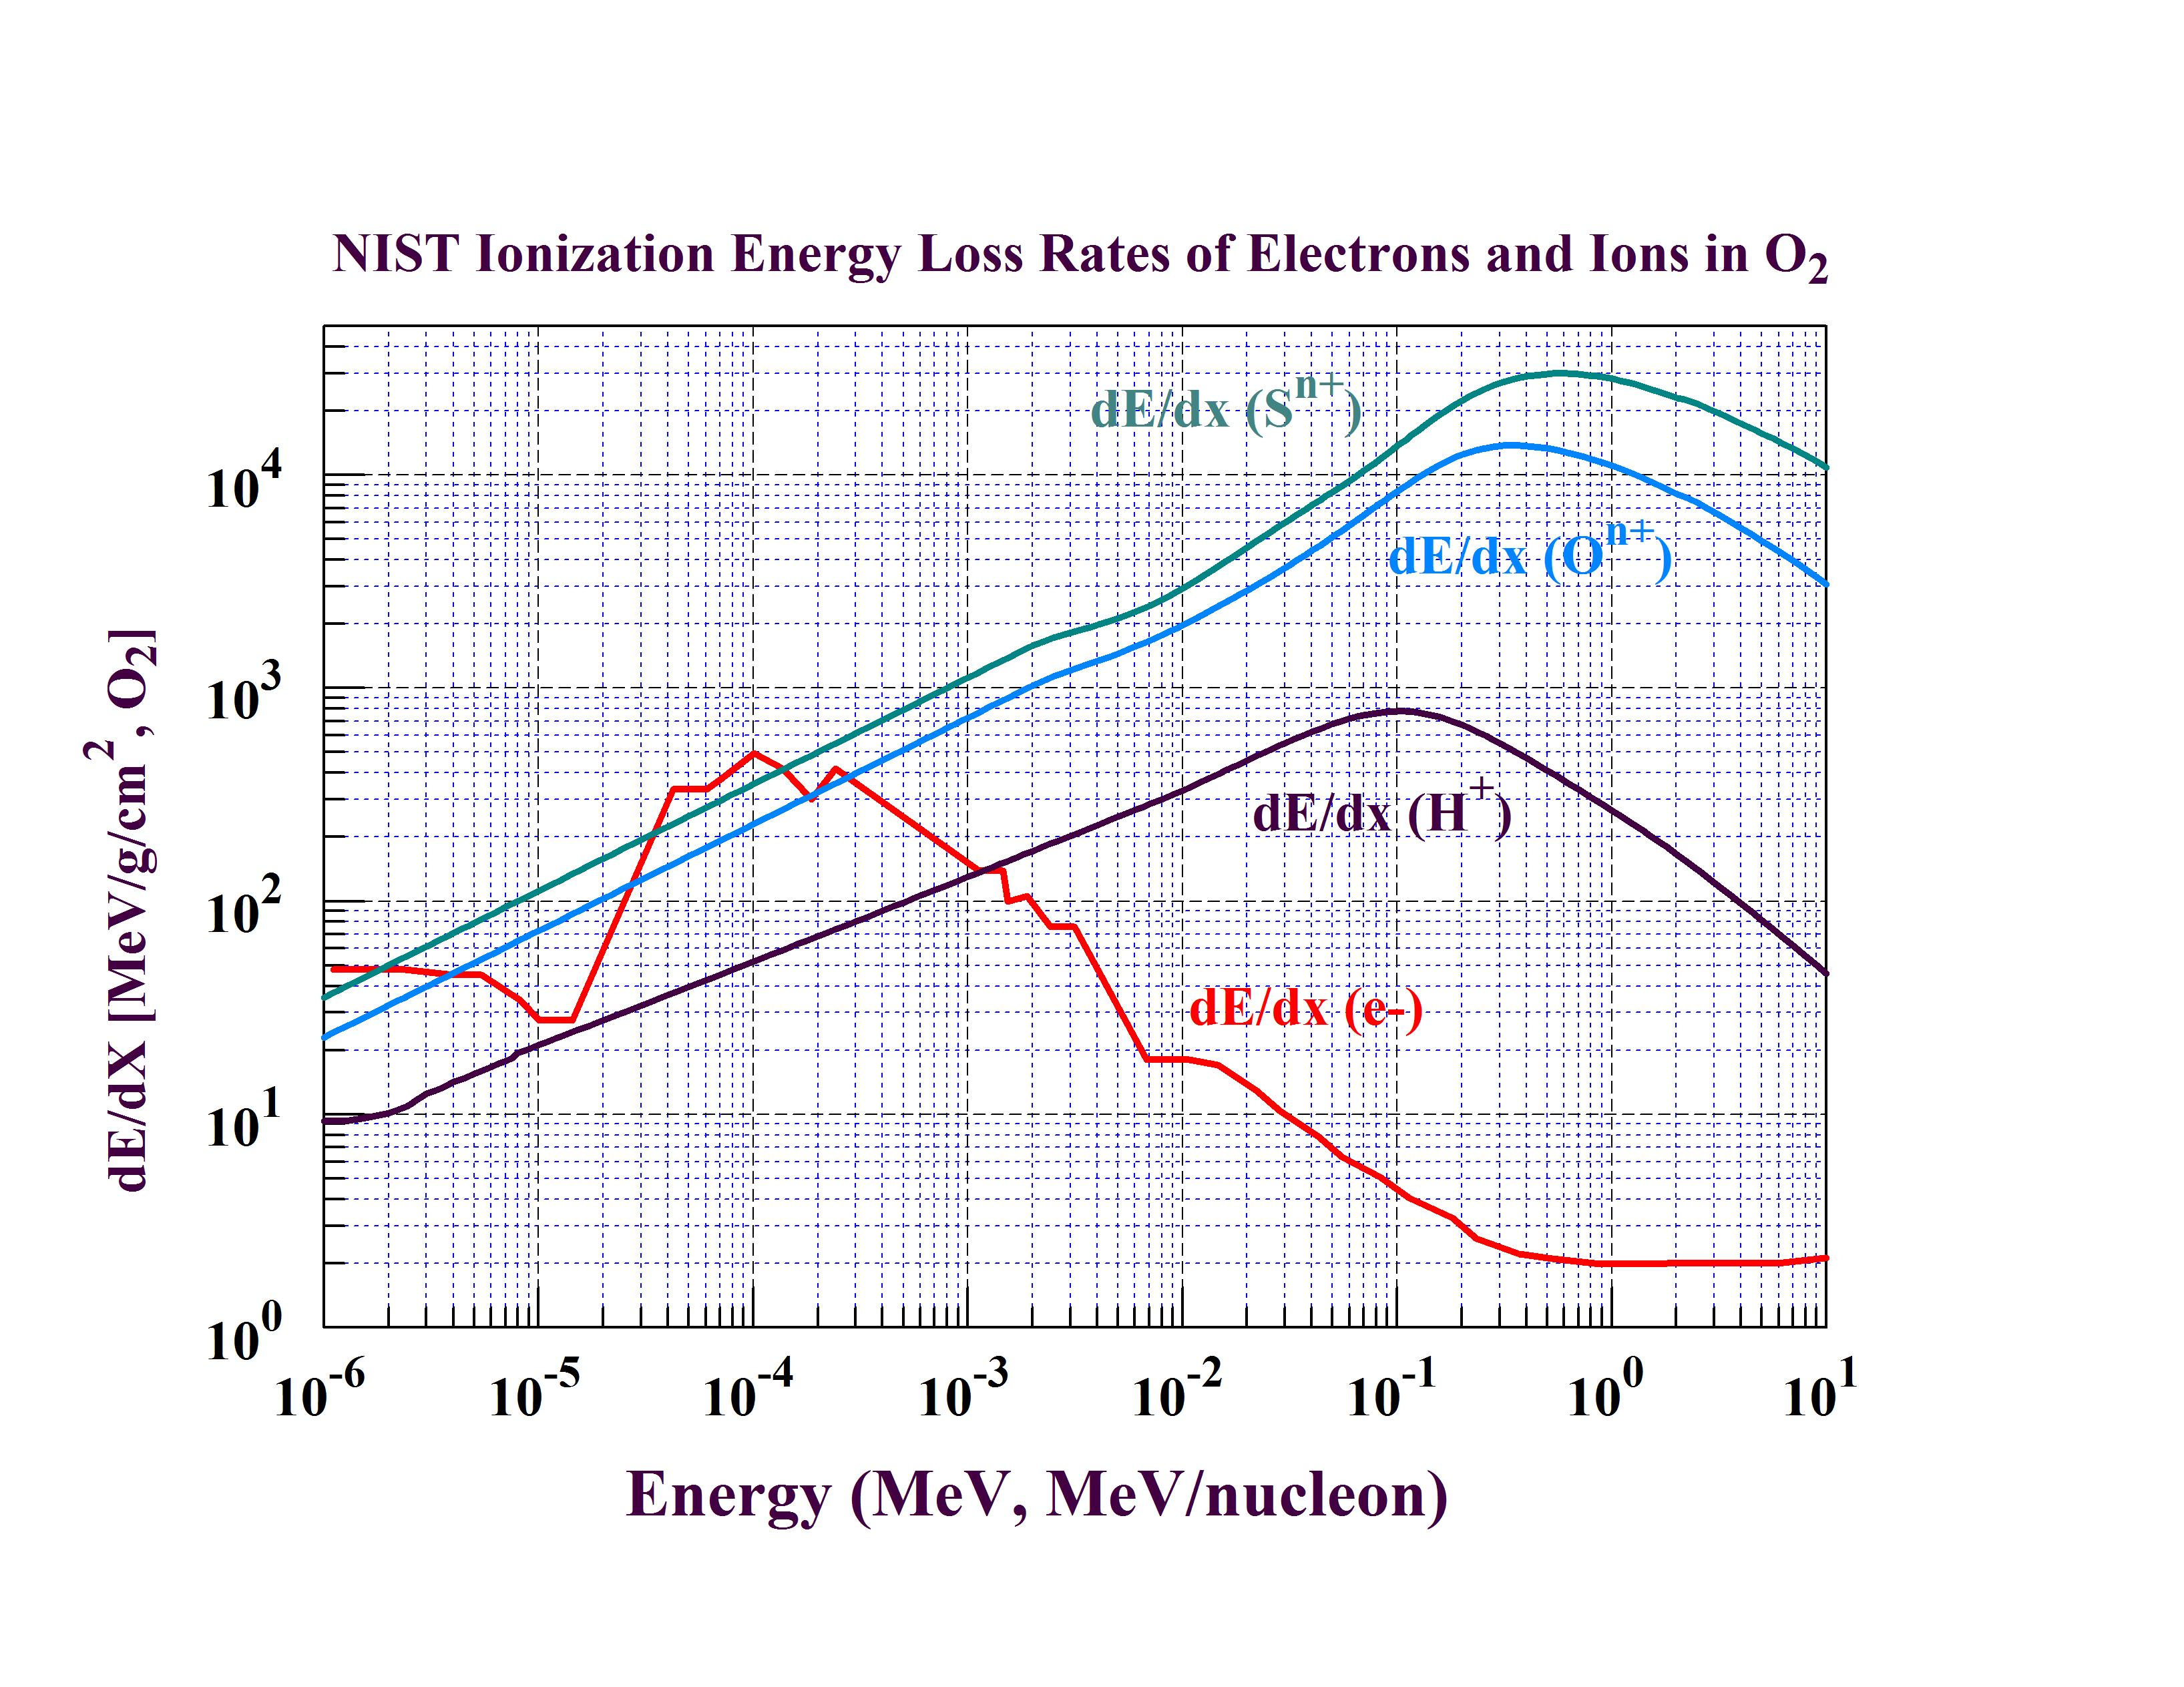 NIST Ionization Energy Loss Rates of Electrons and Ions in O₂
dE/dx (Sⁿ⁺)
dE/dx (Oⁿ⁺)
dE/dx (H⁺)
dE/dx (e-)
dE/dX [MeV/g/cm², O₂]
10⁴
10³
10²
10¹
10⁰
10⁻⁶ 10⁻⁵ 10⁻⁴ 10⁻³ 10⁻² 10⁻¹ 10⁰ 10¹
Energy (MeV, MeV/nucleon)